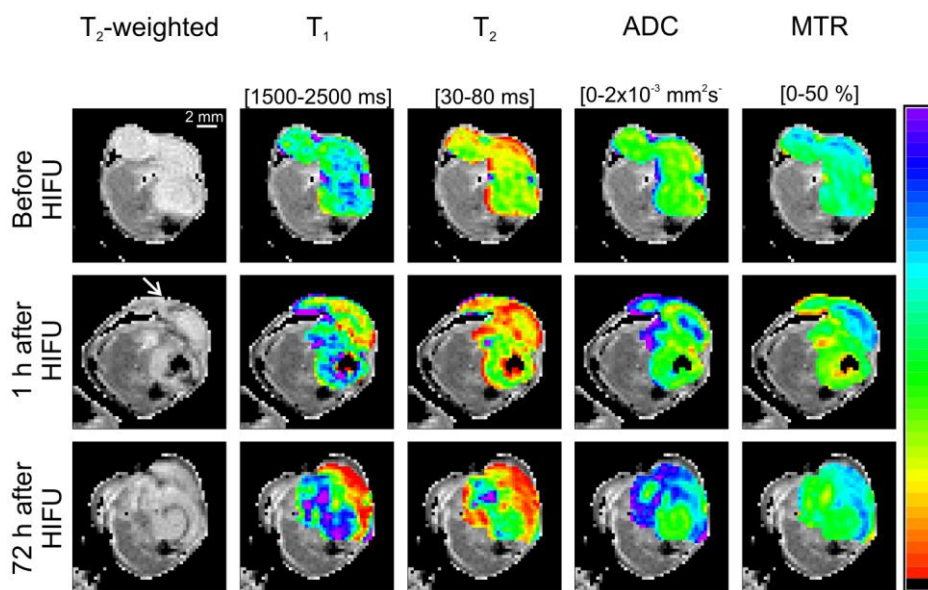 T₂-weighted T₁ T₂ ADC MTR
[1500-2500 ms] [30-80 ms] [0-2x10⁻³ mm²s⁻ [0-50 %]
2 mm
Before
HIFU
1 h after
HIFU
72 h after
HIFU